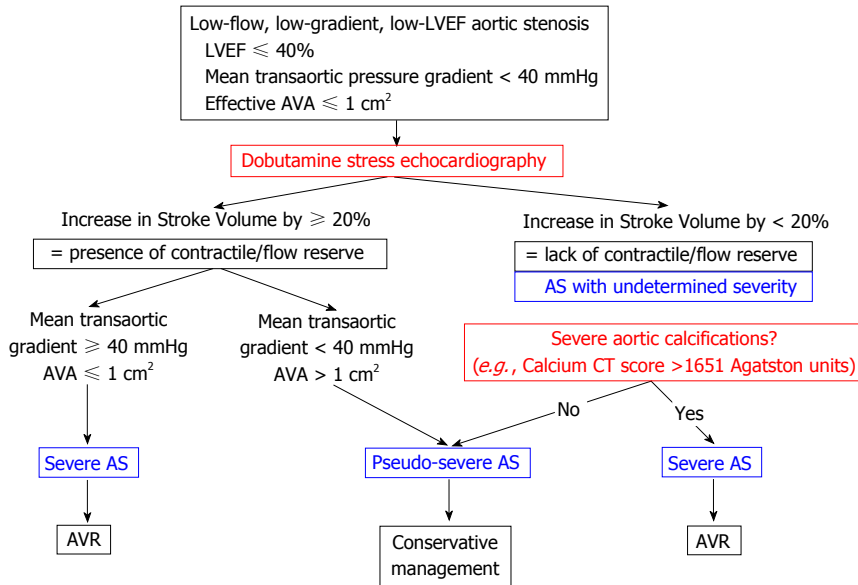 Low-flow, low-gradient, low-LVEF aortic stenosis
LVEF ≤ 40%
Mean transaortic pressure gradient < 40 mmHg
Effective AVA ≤ 1 cm²
Dobutamine stress echocardiography
Increase in Stroke Volume by ≥ 20%
= presence of contractile/flow reserve
Increase in Stroke Volume by < 20%
= lack of contractile/flow reserve
AS with undetermined severity
Mean transaortic
gradient ≥ 40 mmHg
AVA ≤ 1 cm²
Mean transaortic
gradient < 40 mmHg
AVA > 1 cm²
Severe aortic calcifications?
(e.g., Calcium CT score >1651 Agatston units)
No
Yes
Severe AS
Pseudo-severe AS
Severe AS
AVR
Conservative
management
AVR